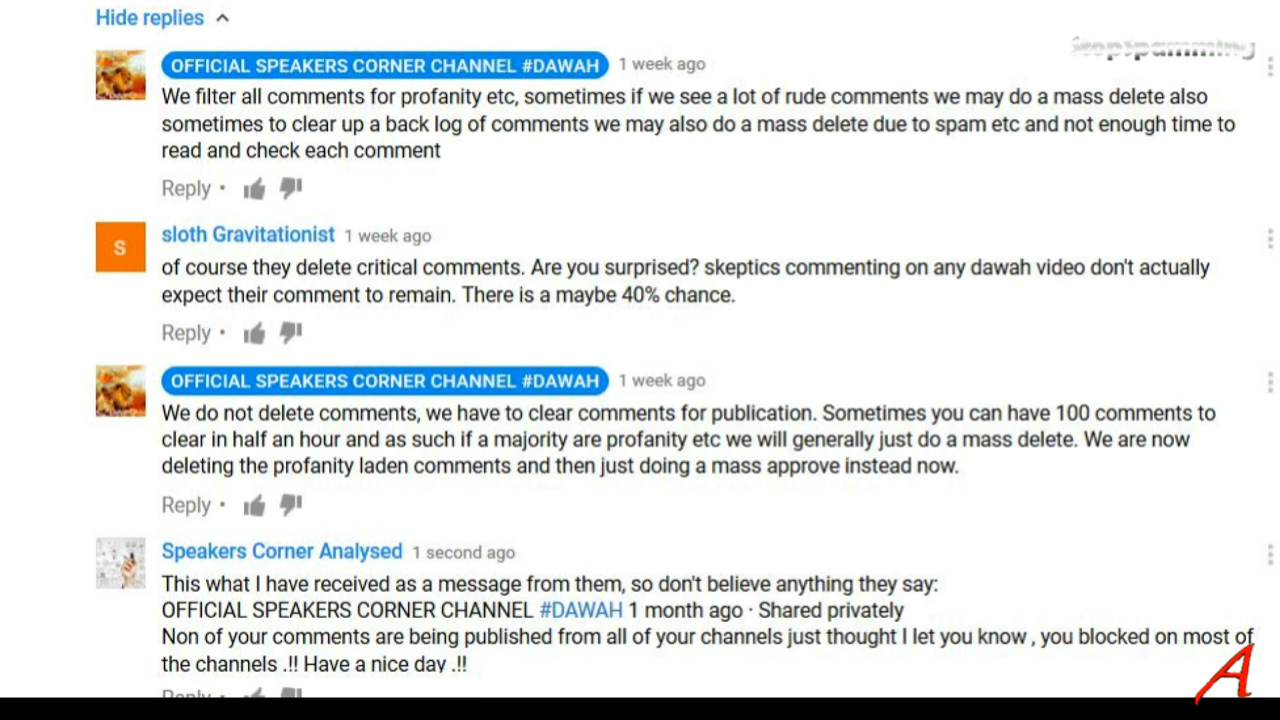 Hide replies
StopSpamming
OFFICIAL SPEAKERS CORNER CHANNEL #DAWAH 1 week ago
We filter all comments for profanity etc, sometimes if we see a lot of rude comments we may do a mass delete also
sometimes to clear up a back log of comments we may also do a mass delete due to spam etc and not enough time to
read and check each comment
Reply •
S
sloth Gravitationist 1 week ago
of course they delete critical comments. Are you surprised? skeptics commenting on any dawah video don't actually
expect their comment to remain. There is a maybe 40% chance.
Reply •
OFFICIAL SPEAKERS CORNER CHANNEL #DAWAH 1 week ago
We do not delete comments, we have to clear comments for publication. Sometimes you can have 100 comments to
clear in half an hour and as such if a majority are profanity etc we will generally just do a mass delete. We are now
deleting the profanity laden comments and then just doing a mass approve instead now.
Reply •
Speakers Corner Analysed 1 second ago
This what I have received as a message from them, so don't believe anything they say:
OFFICIAL SPEAKERS CORNER CHANNEL #DAWAH 1 month ago · Shared privately
Non of your comments are being published from all of your channels just thought I let you know , you blocked on most of
the channels .!! Have a nice day .!!
A
Reply